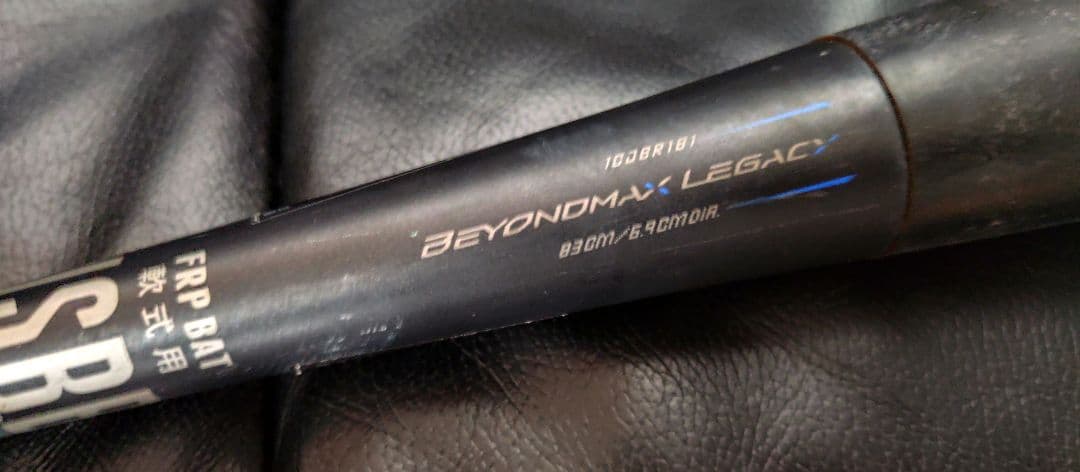 1CJBR181
BEYONDMAX LEGACY
83CM/6.9CMDIA.
FRP BAT
軟式用